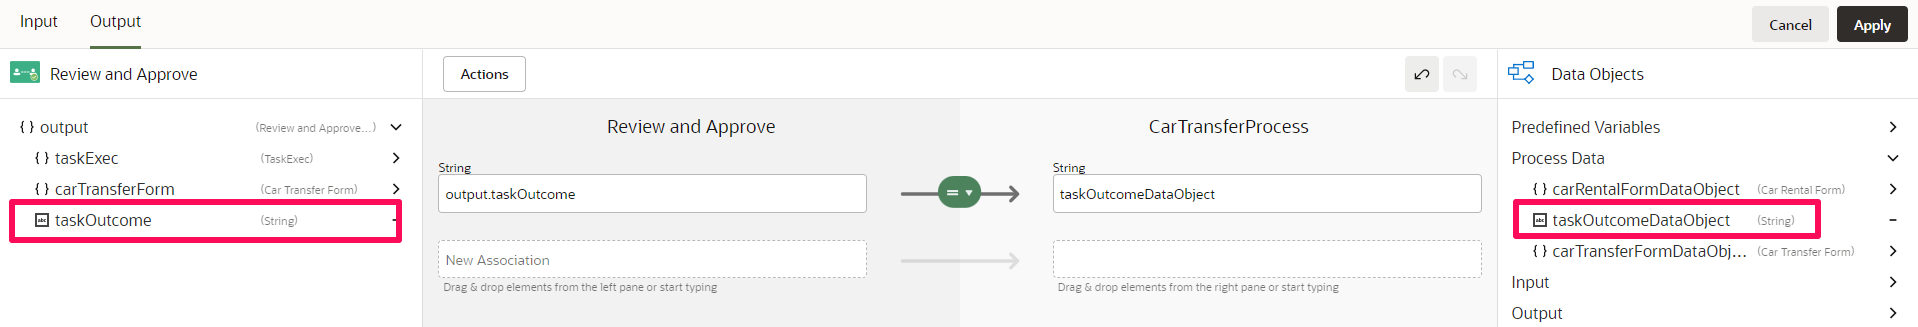 Input Output Cancel Apply
Review and Approve
Actions
Data Objects
{ } output (Review and Approve...)
{ } taskExec (TaskExec)
{ } carTransferForm (Car Transfer Form)
abc taskOutcome (String)
Review and Approve CarTransferProcess
String String
output.taskOutcome = taskOutcomeDataObject
New Association
Drag & drop elements from the left pane or start typing Drag & drop elements from the right pane or start typing
Predefined Variables
Process Data
{ } carRentalFormDataObject (Car Rental Form)
abc taskOutcomeDataObject (String)
{ } carTransferFormDataObj... (Car Transfer Form)
Input
Output